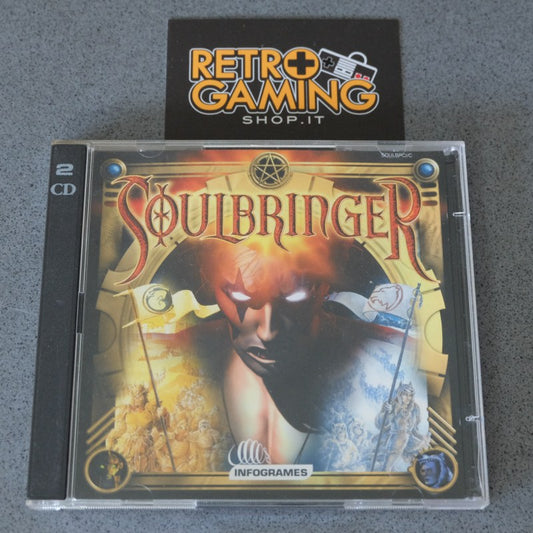 RETRO
GAMING
SHOP.IT
2
CD
SOULBRINGER
INFOGRAMES